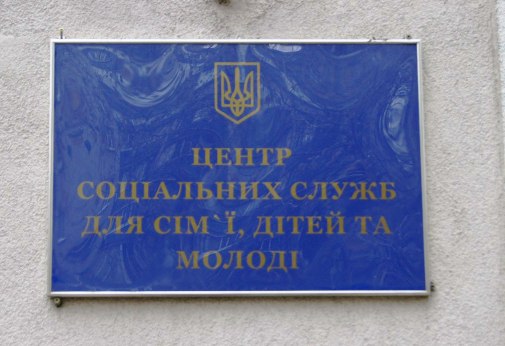 ЦЕНТР
СОЦІАЛЬНИХ СЛУЖБ
ДЛЯ СІМ`Ї, ДІТЕЙ ТА
МОЛОДІ